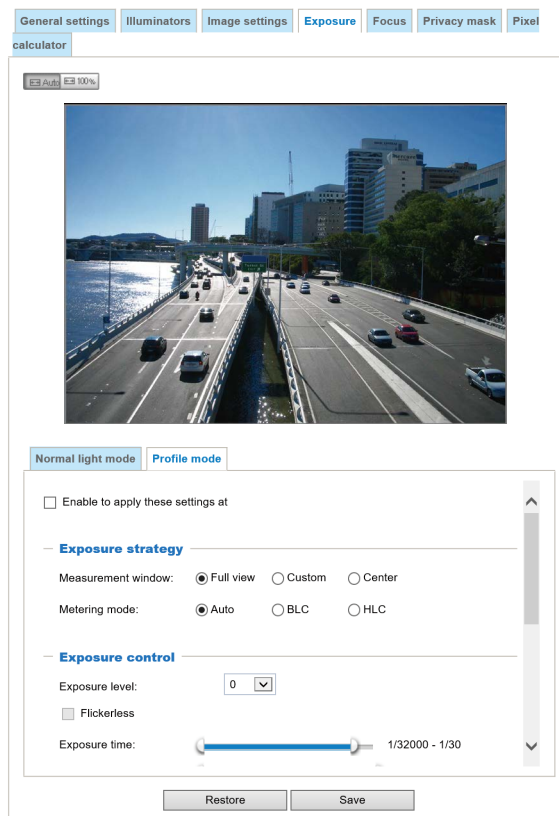 General settings Illuminators Image settings Exposure Focus Privacy mask Pixel
calculator
Auto 100%
Normal light mode Profile mode
Enable to apply these settings at
Exposure strategy
Measurement window: Full view Custom Center
Metering mode: Auto BLC HLC
Exposure control
Exposure level: 0
Flickerless
Exposure time: 1/32000 - 1/30
Restore Save